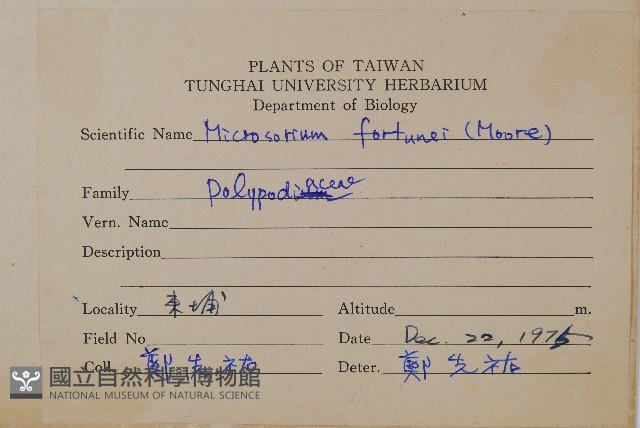 PLANTS OF TAIWAN
TUNGHAI UNIVERSITY HERBARIUM
Department of Biology
Scientific Name Microsorium fortunei (Moore)
Family Polypodiaceae
Vern. Name
Description
Locality 東埔 Altitude m.
Field No Date Dec. 22, 1975
Coll. 鄭先祐 Deter. 鄭先祐
國立自然科學博物館
NATIONAL MUSEUM OF NATURAL SCIENCE